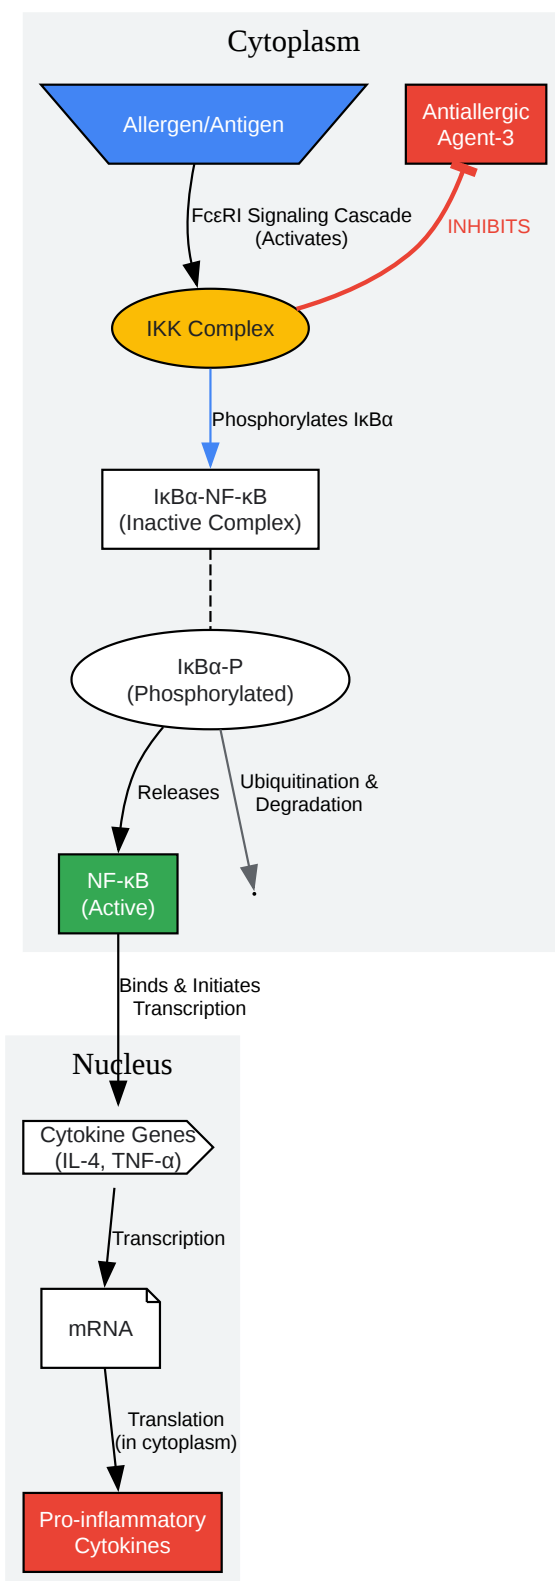 Cytoplasm
Allergen/Antigen
Antiallergic
Agent-3
FcεRI Signaling Cascade
(Activates)
INHIBITS
IKK Complex
Phosphorylates IκBα
IκBα-NF-κB
(Inactive Complex)
IκBα-P
(Phosphorylated)
Releases
Ubiquitination &
Degradation
NF-κB
(Active)
Binds & Initiates
Transcription
Nucleus
Cytokine Genes
(IL-4, TNF-α)
Transcription
mRNA
Translation
(in cytoplasm)
Pro-inflammatory
Cytokines